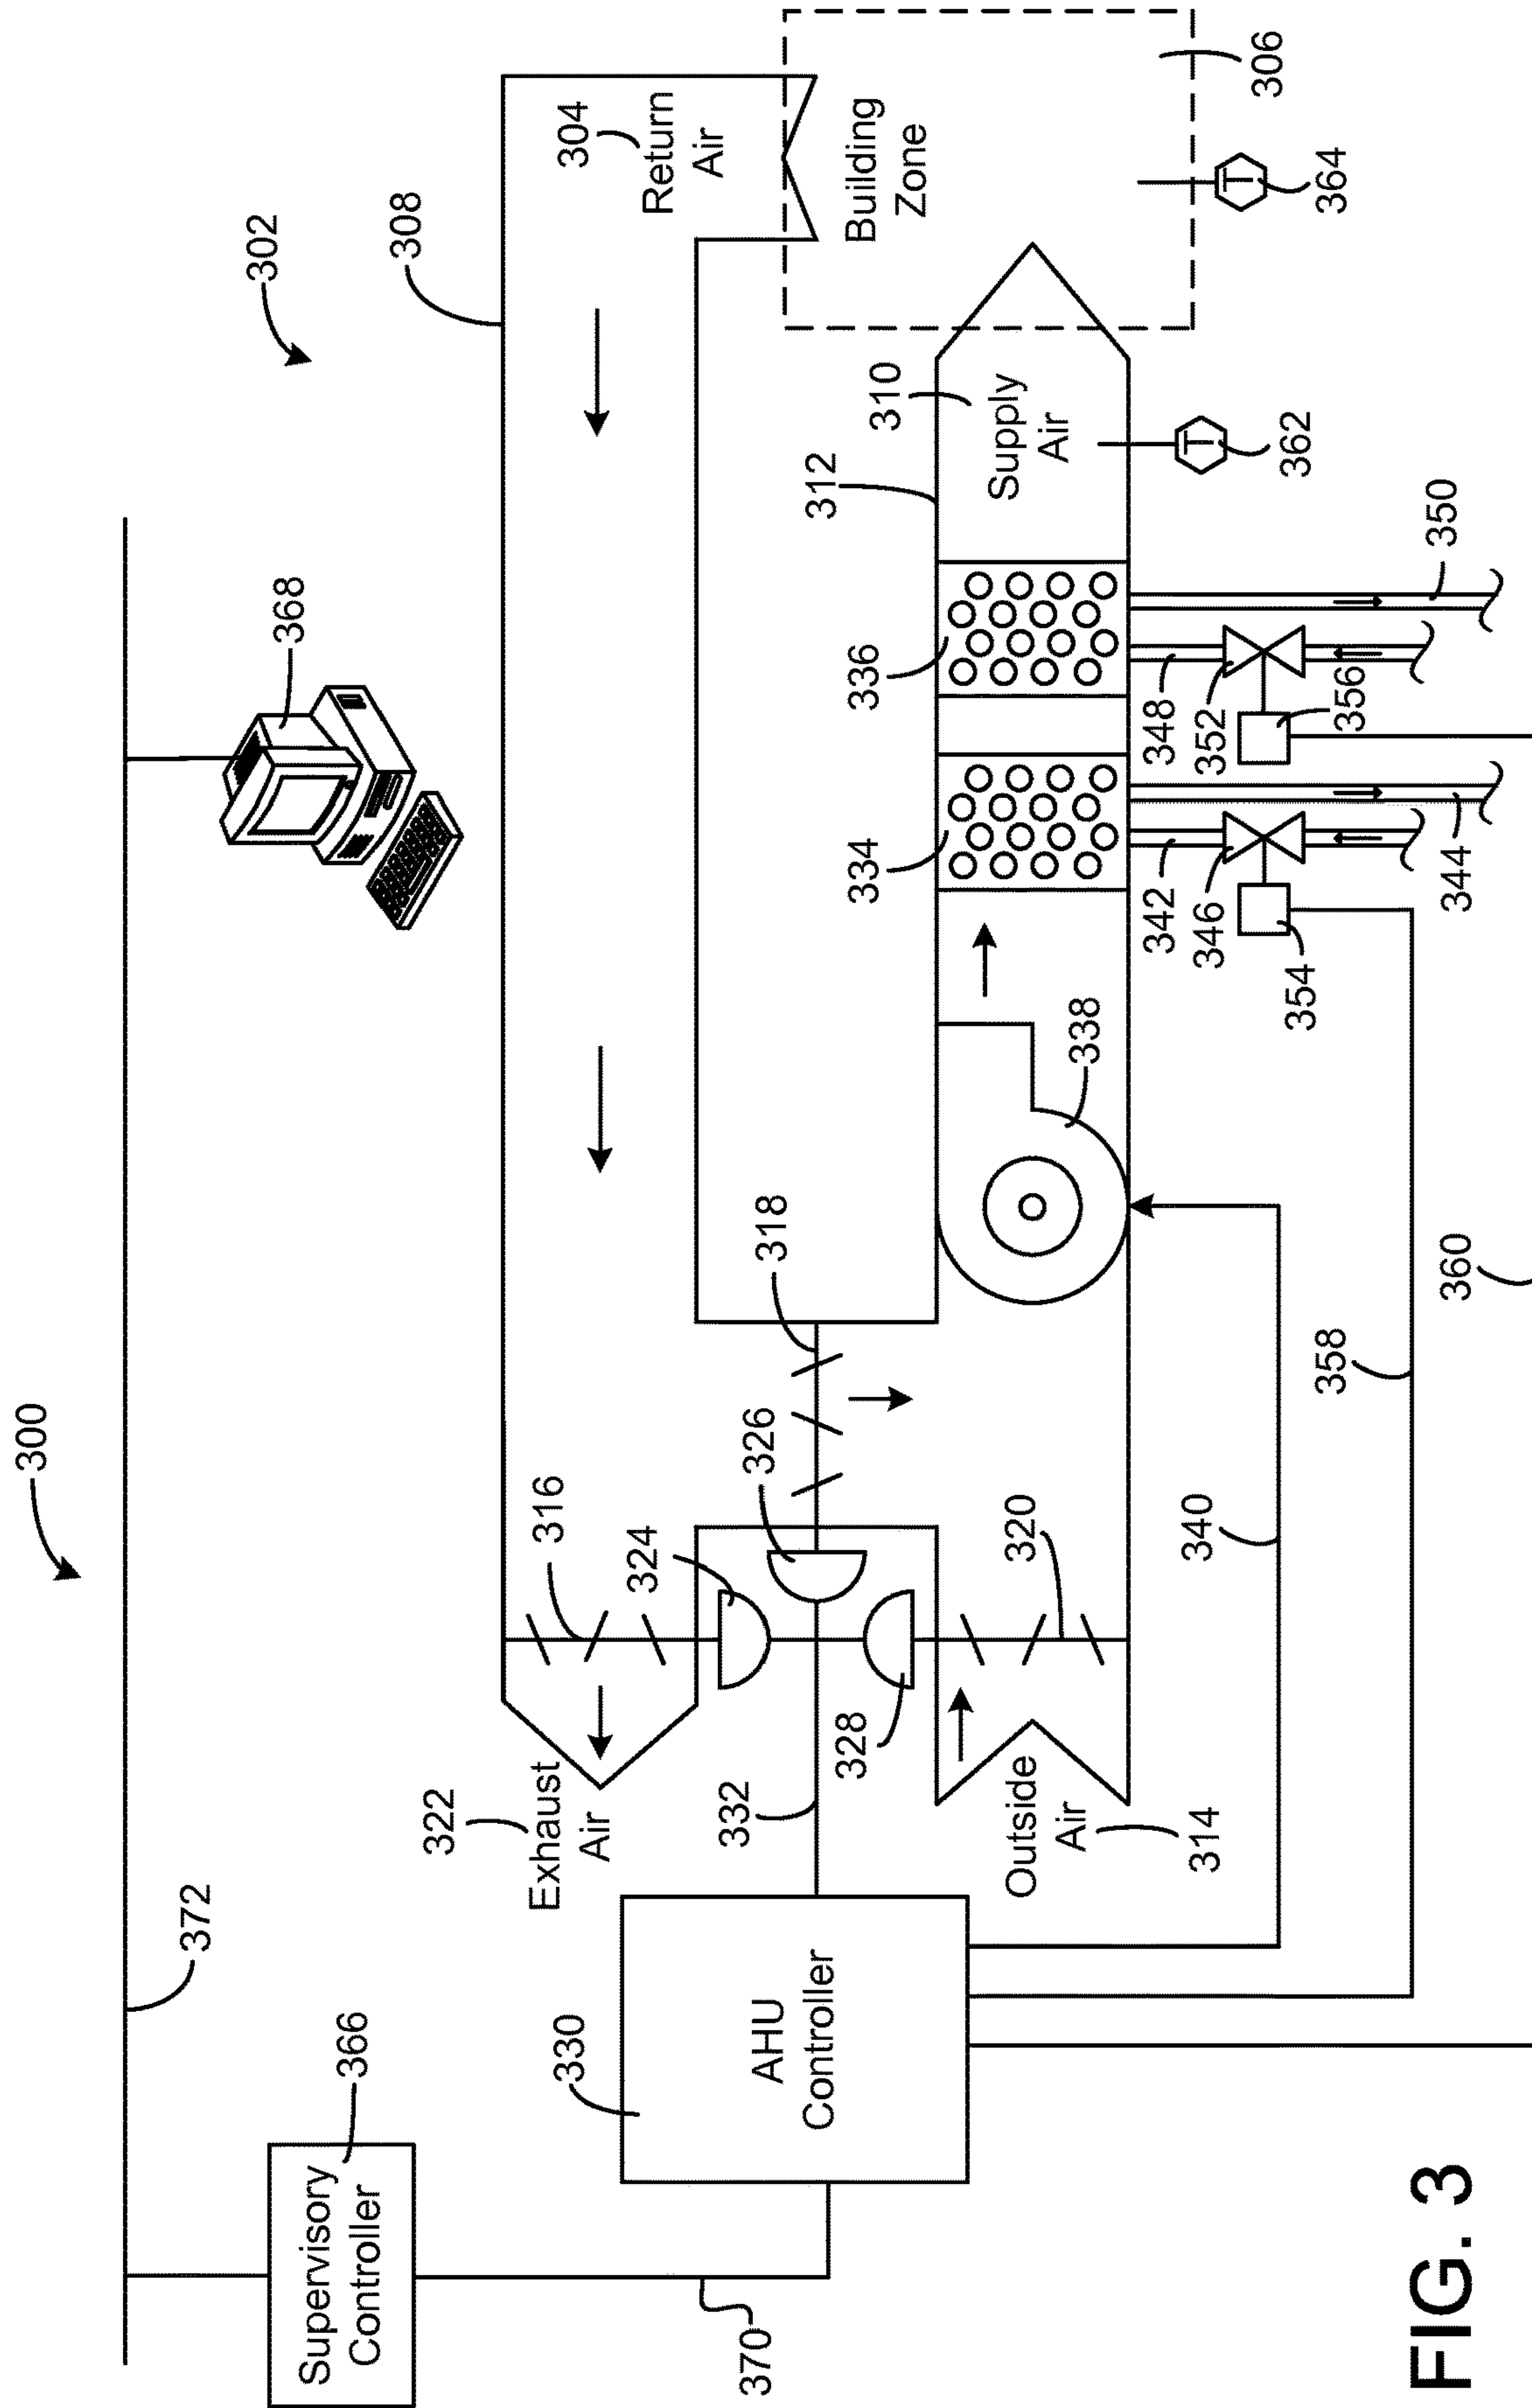 300
372
302
368
308
Supervisory
Controller
366
370
330
AHU
Controller
322
Exhaust
Air
316
324
326
318
332
328
304
Return
Air
Building
Zone
306
Outside
Air
314
320
338
334
336
312
310
Supply
Air
340
342
346
354
344
348
352
356
350
362
364
358
360
T
T
FIG. 3